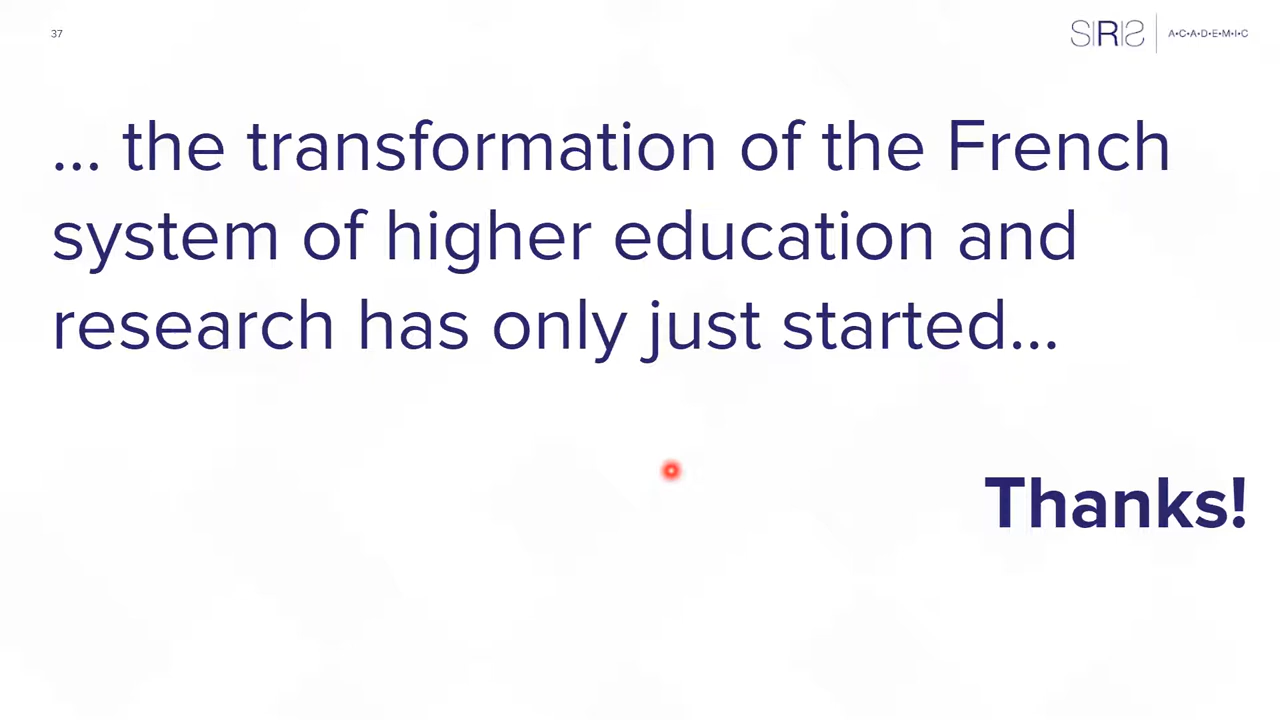 37
SIRIS
A•C•A•D•E•M•I•C
... the transformation of the French
system of higher education and
research has only just started...
Thanks!